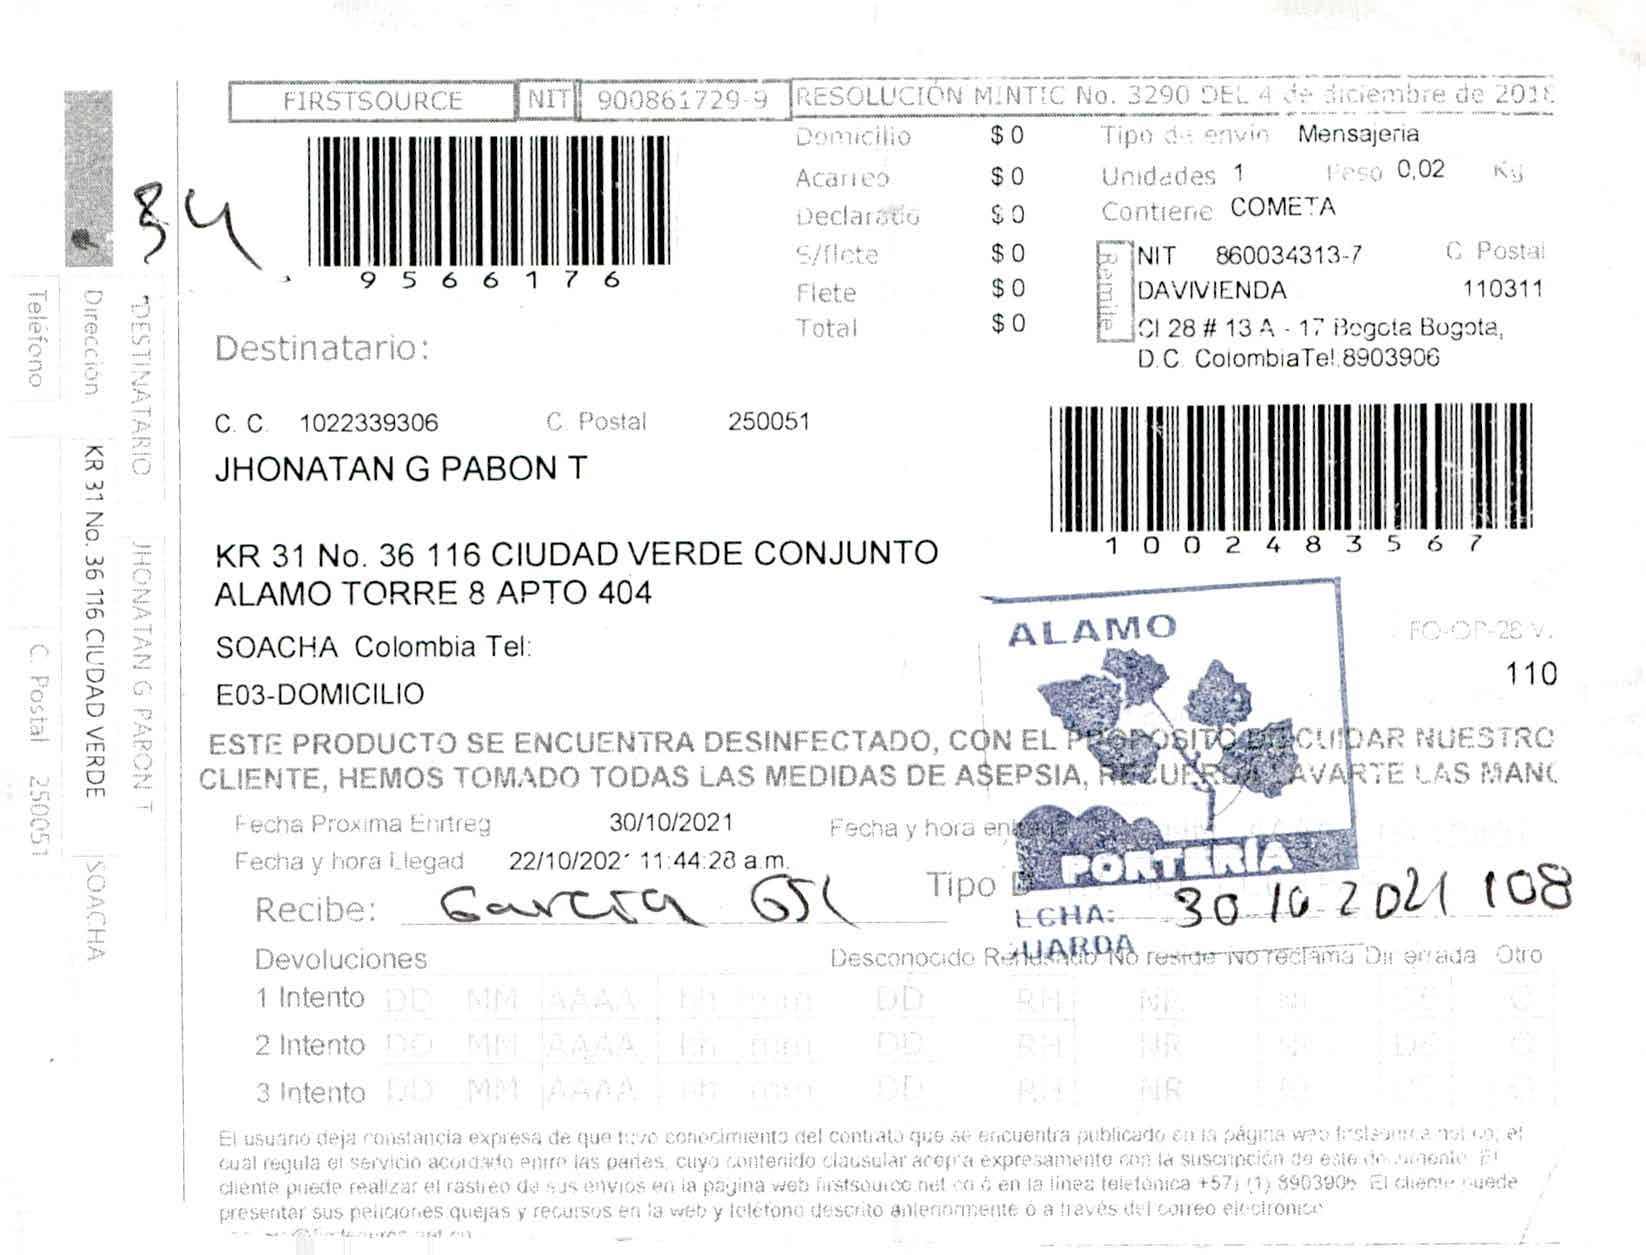 FIRSTSOURCE NIT 900861729-9 RESOLUCIÓN MINTIC No. 3290 DEL 4 de diciembre de 2018
Domicilio $ 0 Tipo de envío Mensajeria
Acarreo $ 0 Unidades 1 Peso 0,02 Kg
Declarado $ 0 Contiene COMETA
S/flete $ 0 Remite NIT 860034313-7 C Postal
Flete $ 0 DAVIVIENDA 110311
Total $ 0 Cl 28 # 13 A - 17 Bogota Bogota,
D.C. Colombia Tel:8903906
34
9566176
Destinatario:
C. C. 1022339306 C Postal 250051
JHONATAN G PABON T
1002483567
KR 31 No. 36 116 CIUDAD VERDE CONJUNTO
ALAMO TORRE 8 APTO 404
SOACHA Colombia Tel:
E03-DOMICILIO
FO-OP-28 V.
110
ALAMO
PORTERÍA
ESTE PRODUCTO SE ENCUENTRA DESINFECTADO, CON EL PROPOSITO DE CUIDAR NUESTRO
CLIENTE, HEMOS TOMADO TODAS LAS MEDIDAS DE ASEPSIA, RECUERDA LAVARTE LAS MANO
Fecha Proxima Entreg 30/10/2021 Fecha y hora entrega
Fecha y hora Llegad 22/10/2021 11:44:28 a.m.
Recibe: Garcia Tipo D
ECHA: 30 10 2021 108
UARDA
Devoluciones Desconocido Rehusado No reside No reclama Dir errada Otro
1 Intento DD MM AAAA hh mm DD RH NR NR DE O
2 Intento DD MM AAAA hh mm DD RH NR NR DE O
3 Intento DD MM AAAA hh mm DD RH NR NR DE O
El usuario deja constancia expresa de que tuvo conocimiento del contrato que se encuentra publicado en la página web firstsource.net.co, el
cual regula el servicio acordado entre las partes, cuyo contenido clausular acepta expresamente con la suscripción de este documento. El
cliente puede realizar el rastreo de sus envios en la pagina web firstsource.net.co ó en la linea telefónica +57) (1) 8903906 El cliente puede
presentar sus peticiones quejas y recursos en la web y teléfono descrito anteriormente o a través del correo electronico
DESTINATARIO JHONATAN G PABON T
Dirección KR 31 No. 36 116 CIUDAD VERDE SOACHA
Teléfono C. Postal 250051